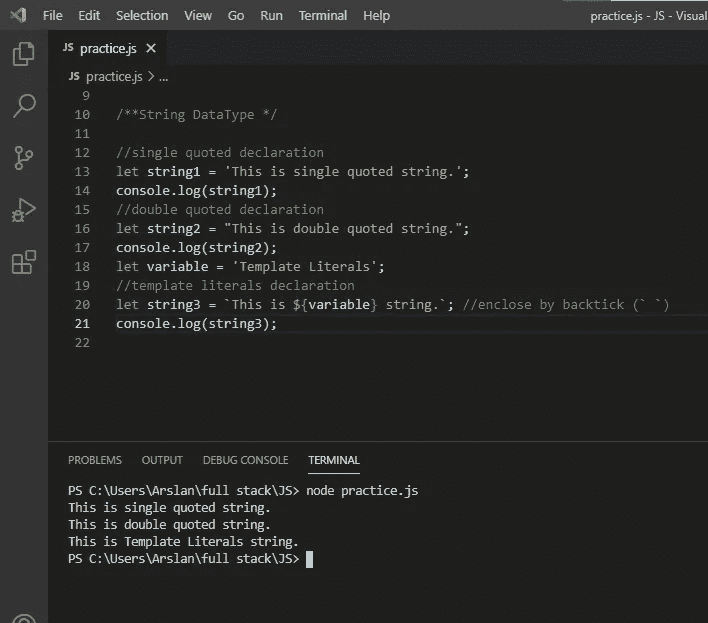 File Edit Selection View Go Run Terminal Help practice.js - JS - Visual
JS practice.js ×
JS practice.js > ...
9
10 /**String DataType */
11
12 //single quoted declaration
13 let string1 = 'This is single quoted string.';
14 console.log(string1);
15 //double quoted declaration
16 let string2 = "This is double quoted string.";
17 console.log(string2);
18 let variable = 'Template Literals';
19 //template literals declaration
20 let string3 = `This is ${variable} string.`; //enclose by backtick (` `)
21 console.log(string3);
22
PROBLEMS OUTPUT DEBUG CONSOLE TERMINAL
PS C:\Users\Arslan\full stack\JS> node practice.js
This is single quoted string.
This is double quoted string.
This is Template Literals string.
PS C:\Users\Arslan\full stack\JS>